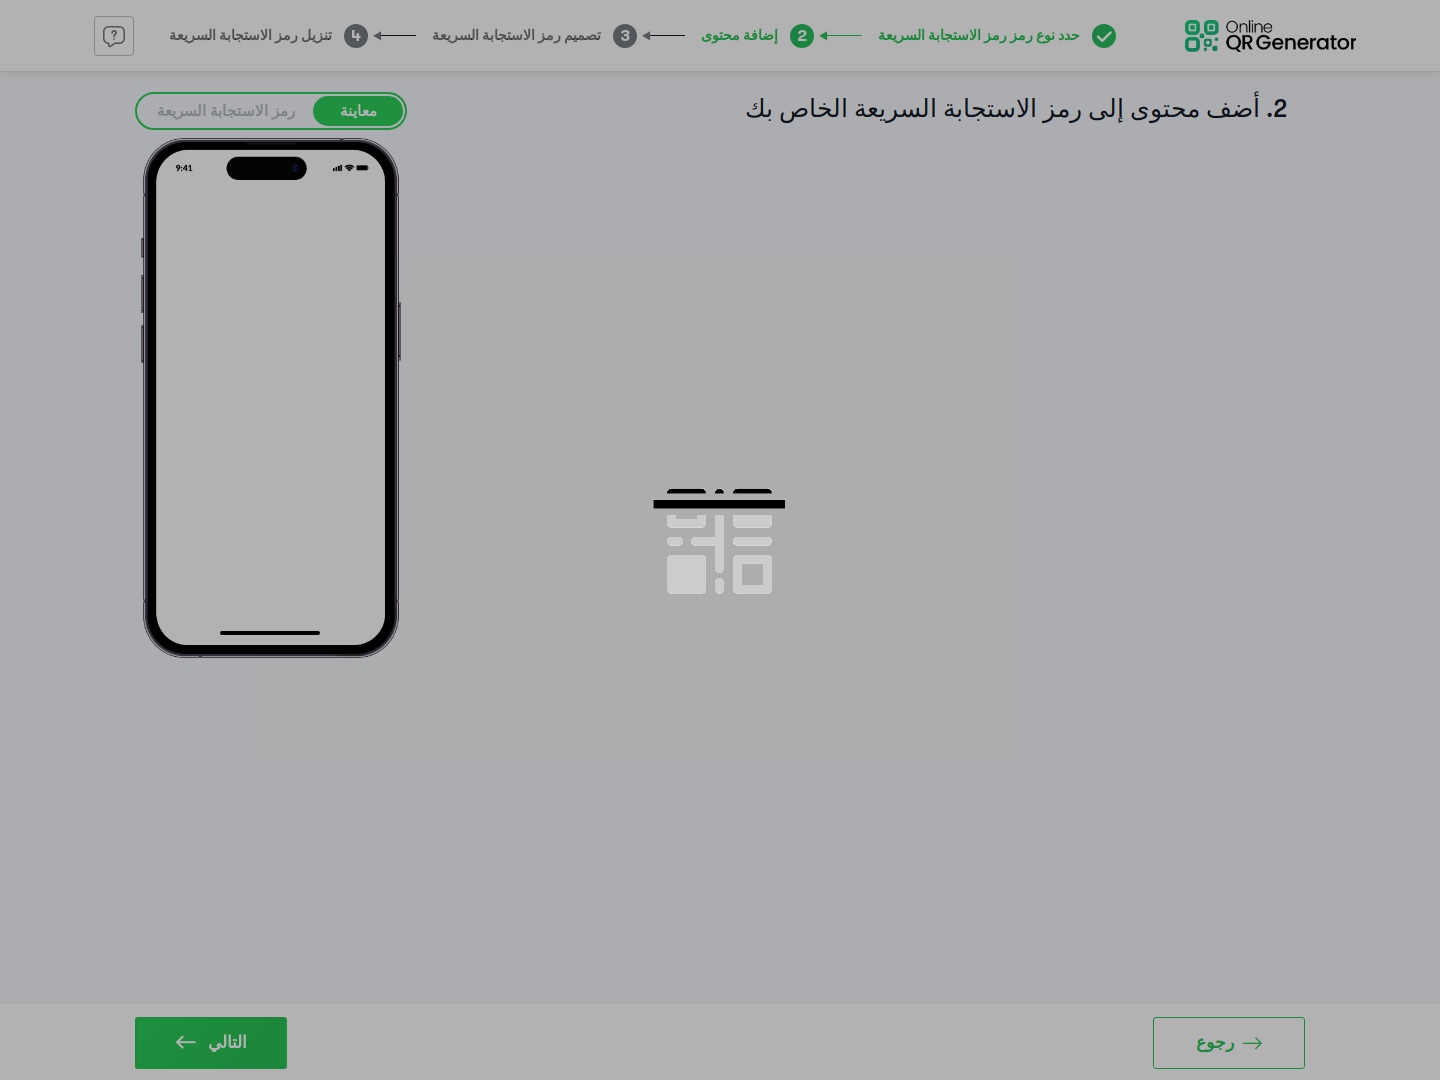 Online
QR Generator
حدد نوع رمز رمز الاستجابة السريعة
2 إضافة محتوى
3 تصميم رمز الاستجابة السريعة
4 تنزيل رمز الاستجابة السريعة
2. أضف محتوى إلى رمز الاستجابة السريعة الخاص بك
معاينة
رمز الاستجابة السريعة
9:41
رجوع
التالي